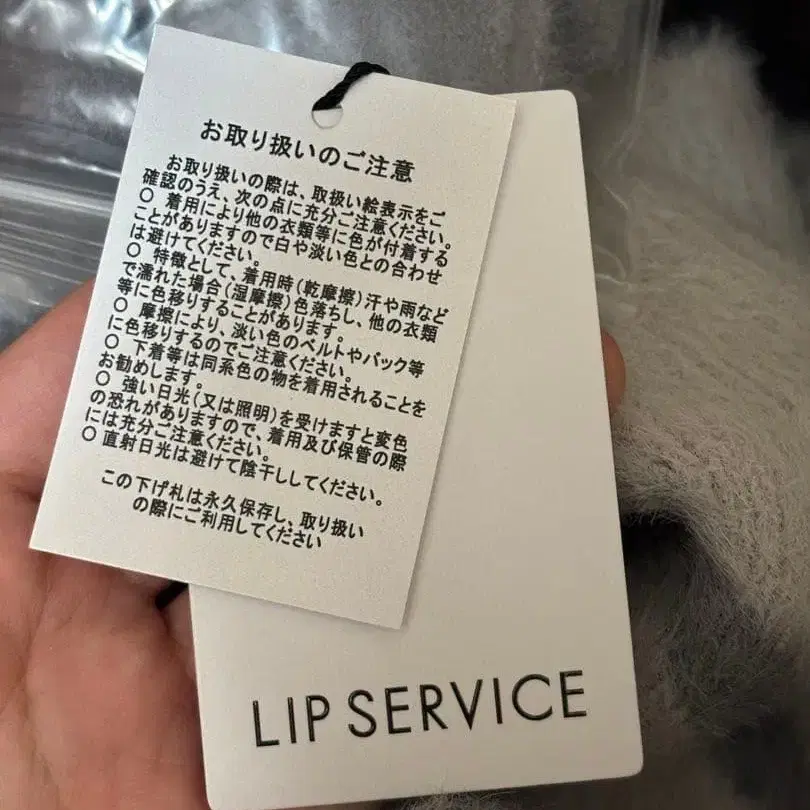 お取り扱いのご注意
お取り扱いの際は、取扱い絵表示をご
確認のうえ、次の点に充分ご注意ください。
○ 着用により他の衣類等に色が付着する
ことがありますので白や淡い色との合わせ
は避けてください。
○ 特徴として、着用時(乾摩擦)汗や雨など
で濡れた場合(湿摩擦)色落ちし、他の衣類
等に色移りすることがあります。
○ 摩擦により、淡い色のベルトやバック等
に色移りするのでご注意ください。
○ 下着等は同系色の物を着用されることを
お勧めします。
○ 強い日光(又は照明)を受けますと変色
の恐れがありますので、着用及び保管の際
には充分ご注意ください。
○ 直射日光は避けて陰干ししてください。
この下げ札は永久保存し、取り扱い
の際にご利用してください
LIP SERVICE